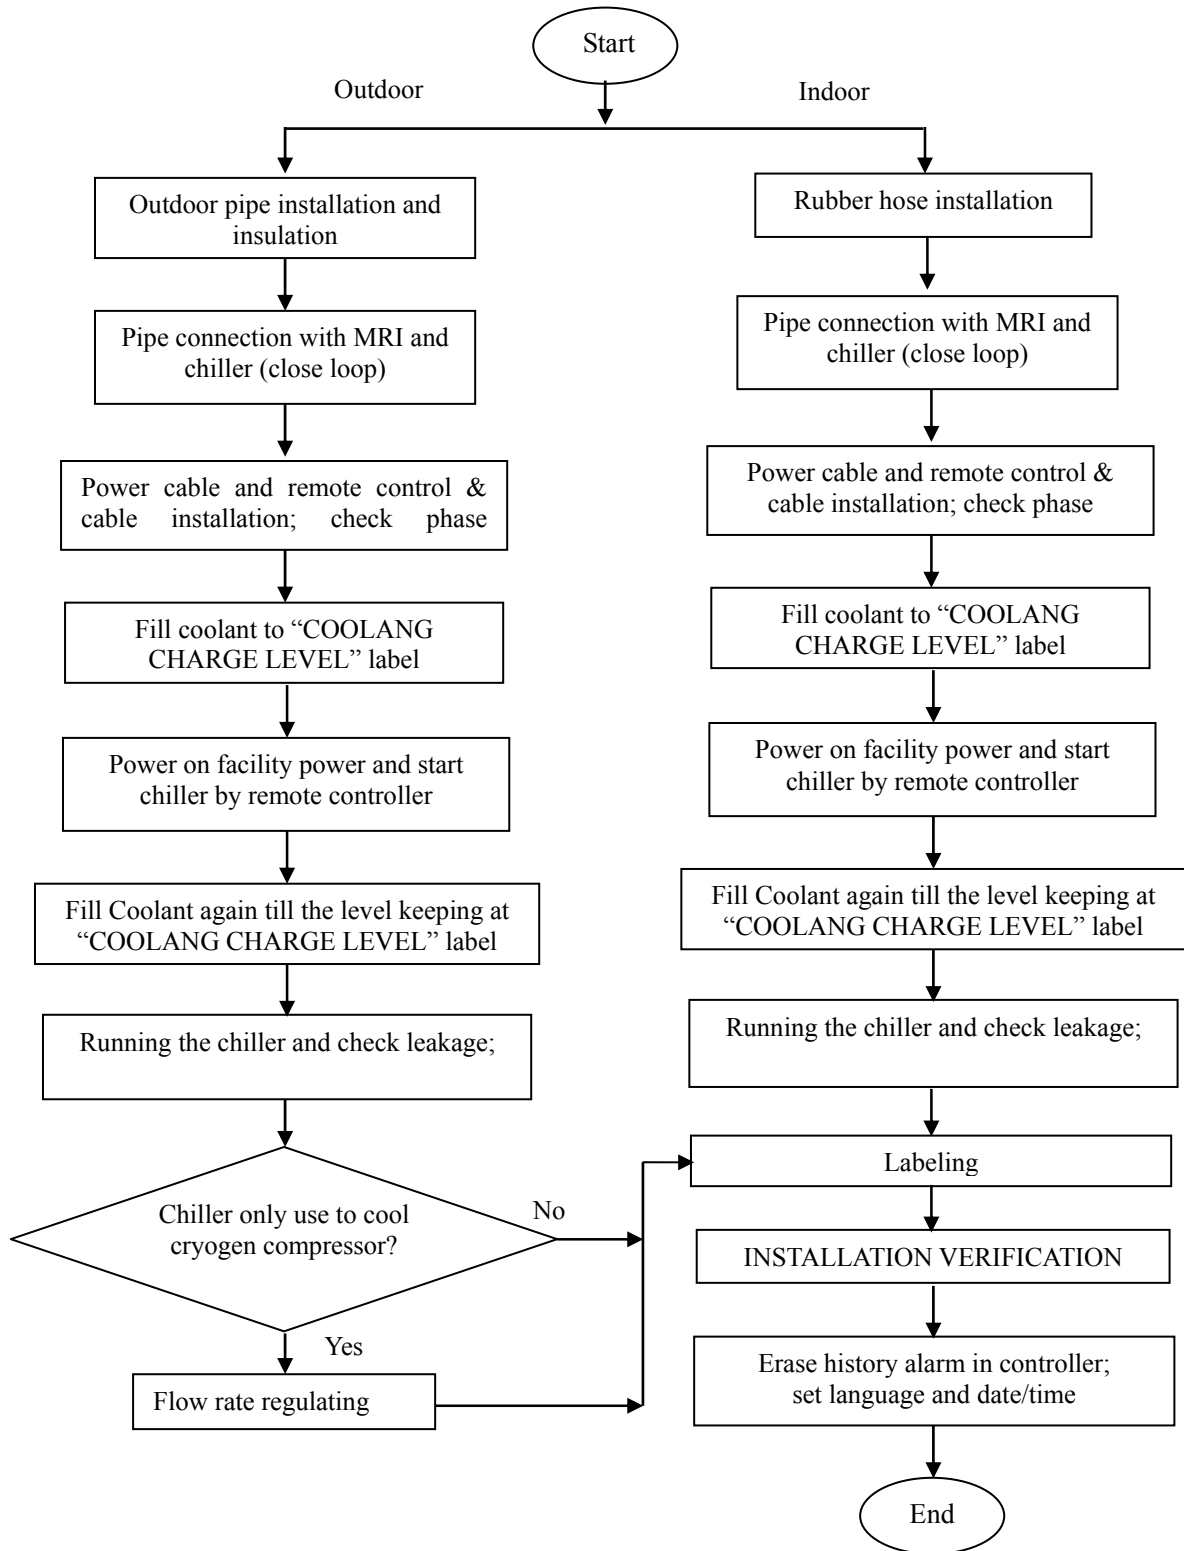 Start
Outdoor
Indoor
Outdoor pipe installation and
insulation
Pipe connection with MRI and
chiller (close loop)
Power cable and remote control &
cable installation; check phase
Fill coolant to “COOLANG
CHARGE LEVEL” label
Power on facility power and start
chiller by remote controller
Fill Coolant again till the level keeping at
“COOLANG CHARGE LEVEL” label
Running the chiller and check leakage;
Chiller only use to cool
cryogen compressor?
No
Yes
Flow rate regulating
Rubber hose installation
Pipe connection with MRI and
chiller (close loop)
Power cable and remote control &
cable installation; check phase
Fill coolant to “COOLANG
CHARGE LEVEL” label
Power on facility power and start
chiller by remote controller
Fill Coolant again till the level keeping at
“COOLANG CHARGE LEVEL” label
Running the chiller and check leakage;
Labeling
INSTALLATION VERIFICATION
Erase history alarm in controller;
set language and date/time
End